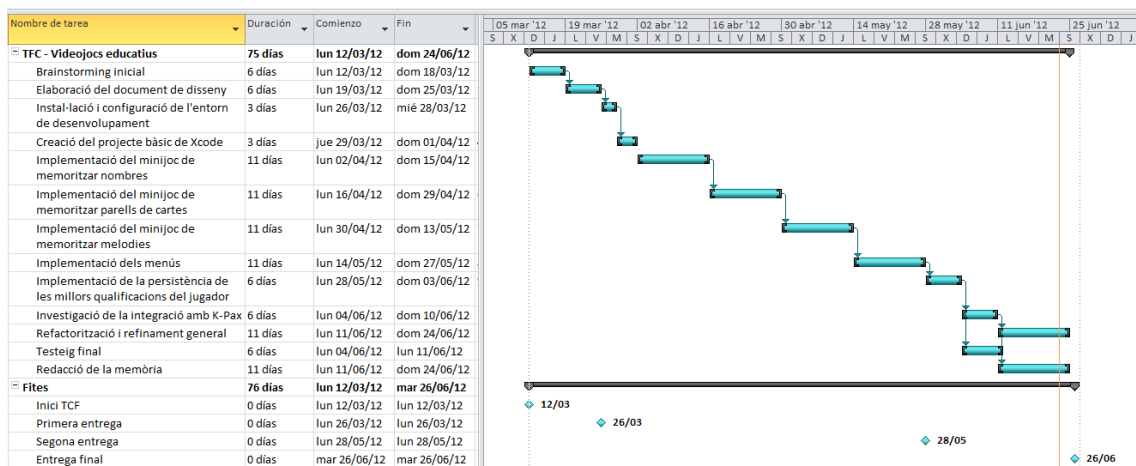 Nombre de tarea Duración Comienzo Fin 05 mar '12 19 mar '12 02 abr '12 16 abr '12 30 abr '12 14 may '12 28 may '12 11 jun '12 25 jun '12
S X D J L V M S X D J L V M S X D J L V M S X D J L V M S X D J
TFC - Videojocs educatius 75 días lun 12/03/12 dom 24/06/12
Brainstorming inicial 6 días lun 12/03/12 dom 18/03/12
Elaboració del document de disseny 6 días lun 19/03/12 dom 25/03/12
Instal·lació i configuració de l'entorn 3 días lun 26/03/12 mié 28/03/12
de desenvolupament
Creació del projecte bàsic de Xcode 3 días jue 29/03/12 dom 01/04/12
Implementació del minijoc de 11 días lun 02/04/12 dom 15/04/12
memoritzar nombres
Implementació del minijoc de 11 días lun 16/04/12 dom 29/04/12
memoritzar parells de cartes
Implementació del minijoc de 11 días lun 30/04/12 dom 13/05/12
memoritzar melodies
Implementació dels menús 11 días lun 14/05/12 dom 27/05/12
Implementació de la persistència de 6 días lun 28/05/12 dom 03/06/12
les millors qualificacions del jugador
Investigació de la integració amb K-Pax 6 días lun 04/06/12 dom 10/06/12
Refactorització i refinament general 11 días lun 11/06/12 dom 24/06/12
Testeig final 6 días lun 04/06/12 lun 11/06/12
Redacció de la memòria 11 días lun 11/06/12 dom 24/06/12
Fites 76 días lun 12/03/12 mar 26/06/12
Inici TCF 0 días lun 12/03/12 lun 12/03/12 12/03
Primera entrega 0 días lun 26/03/12 lun 26/03/12 26/03
Segona entrega 0 días lun 28/05/12 lun 28/05/12 28/05
Entrega final 0 días mar 26/06/12 mar 26/06/12 26/06